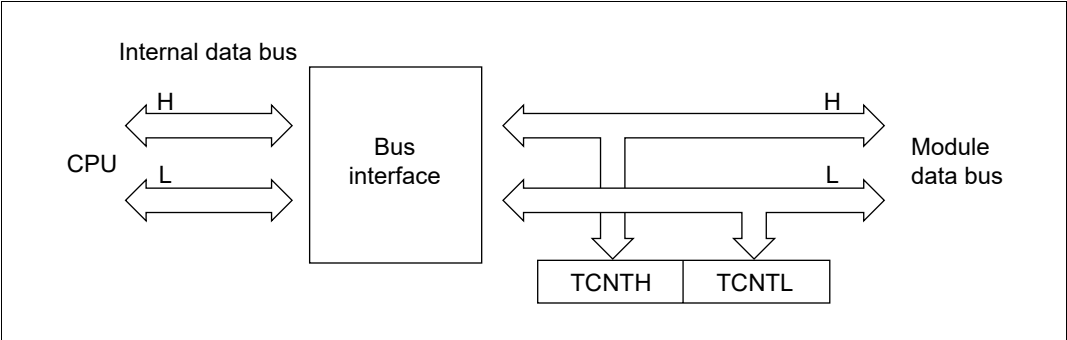 Internal data bus
H
H
CPU
Bus
interface
Module
data bus
L
L
TCNTH
TCNTL